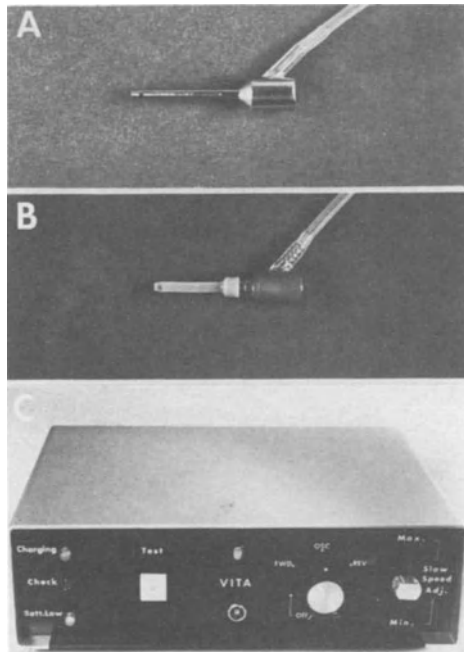 A
B
C
Charging
Test
OSC
Max.
FWD.
REV
Check
VITA
Slow
Speed
Adj.
Batt.Low
Off
Min.